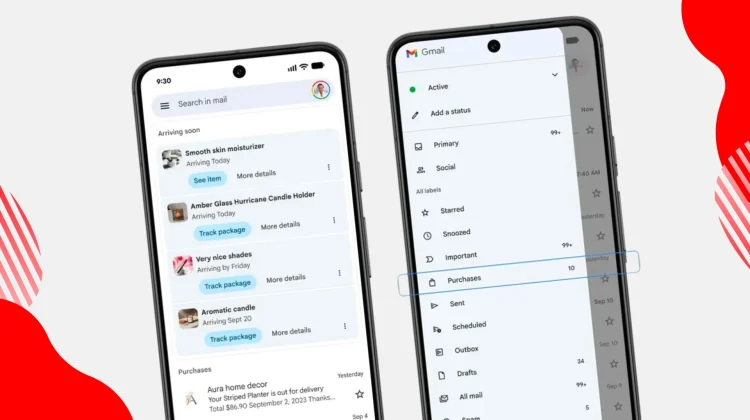 9:30
Search in mail
Arriving soon
Smooth skin moisturizer
Arriving Today
See item
More details
Amber Glass Hurricane Candle Holder
Arriving Today
Track package
More details
Very nice shades
Arriving by Friday
Track package
More details
Aromatic candle
Arriving Sept 20
Track package
More details
Purchases
Aura home decor
Yesterday
Your Striped Planter is out for delivery
Total $86.90 September 2, 2023 Thanks...
Sep 4
Gmail
Active
Add a status
Now
Primary
99+
Social
7:40 AM
All labels
Starred
Snoozed
Important
99+
Purchases
10
Sent
Sep 10
Scheduled
Outbox
Sep 10
Drafts
34
All mail
99+
Spam
5